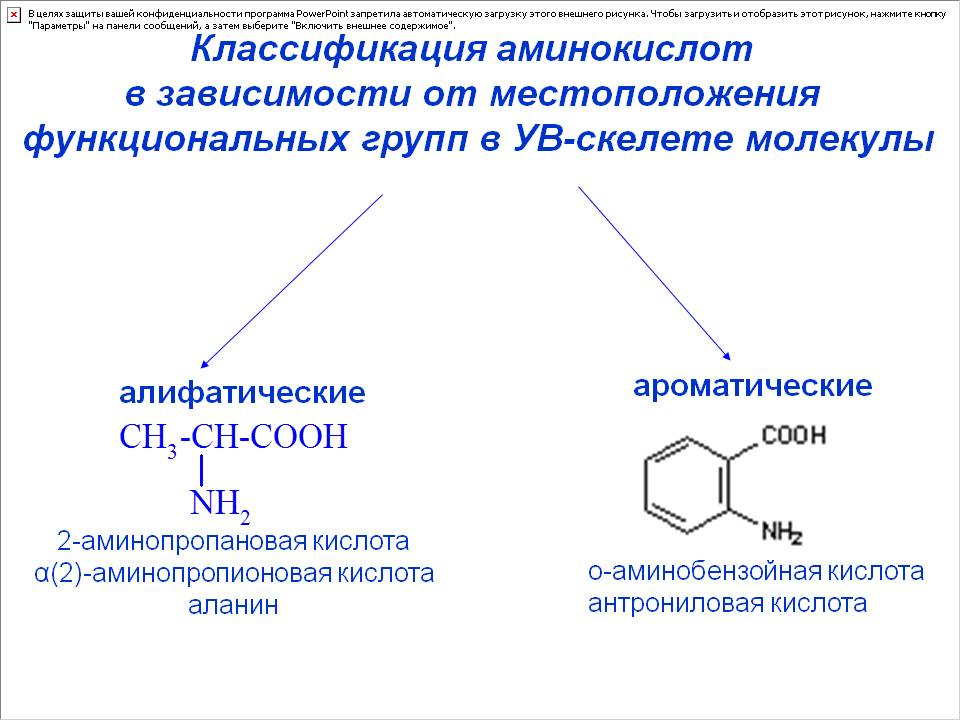 В целях защиты вашей конфиденциальности программа PowerPoint запретила автоматическую загрузку этого внешнего рисунка. Чтобы загрузить и отобразить этот рисунок, нажмите кнопку
"Параметры" на панели сообщений, а затем выберите "Включить внешнее содержимое".
Классификация аминокислот
в зависимости от местоположения
функциональных групп в УВ-скелете молекулы
алифатические
CH3-CH-COOH
NH2
2-аминопропановая кислота
α(2)-аминопропионовая кислота
аланин
ароматические
COOH
NH2
о-аминобензойная кислота
антрониловая кислота